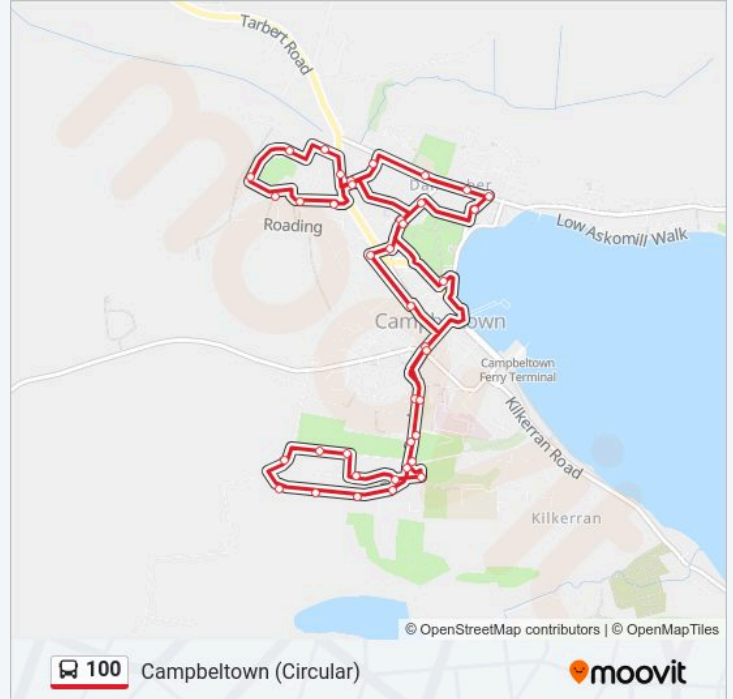 Tarbert Road
Roading
Low Askomill Walk
Campbeltown
Campbeltown
Ferry Terminal
Kilkerran Road
Kilkerran
© OpenStreetMap contributors | © OpenMapTiles
100 Campbeltown (Circular)
moovit